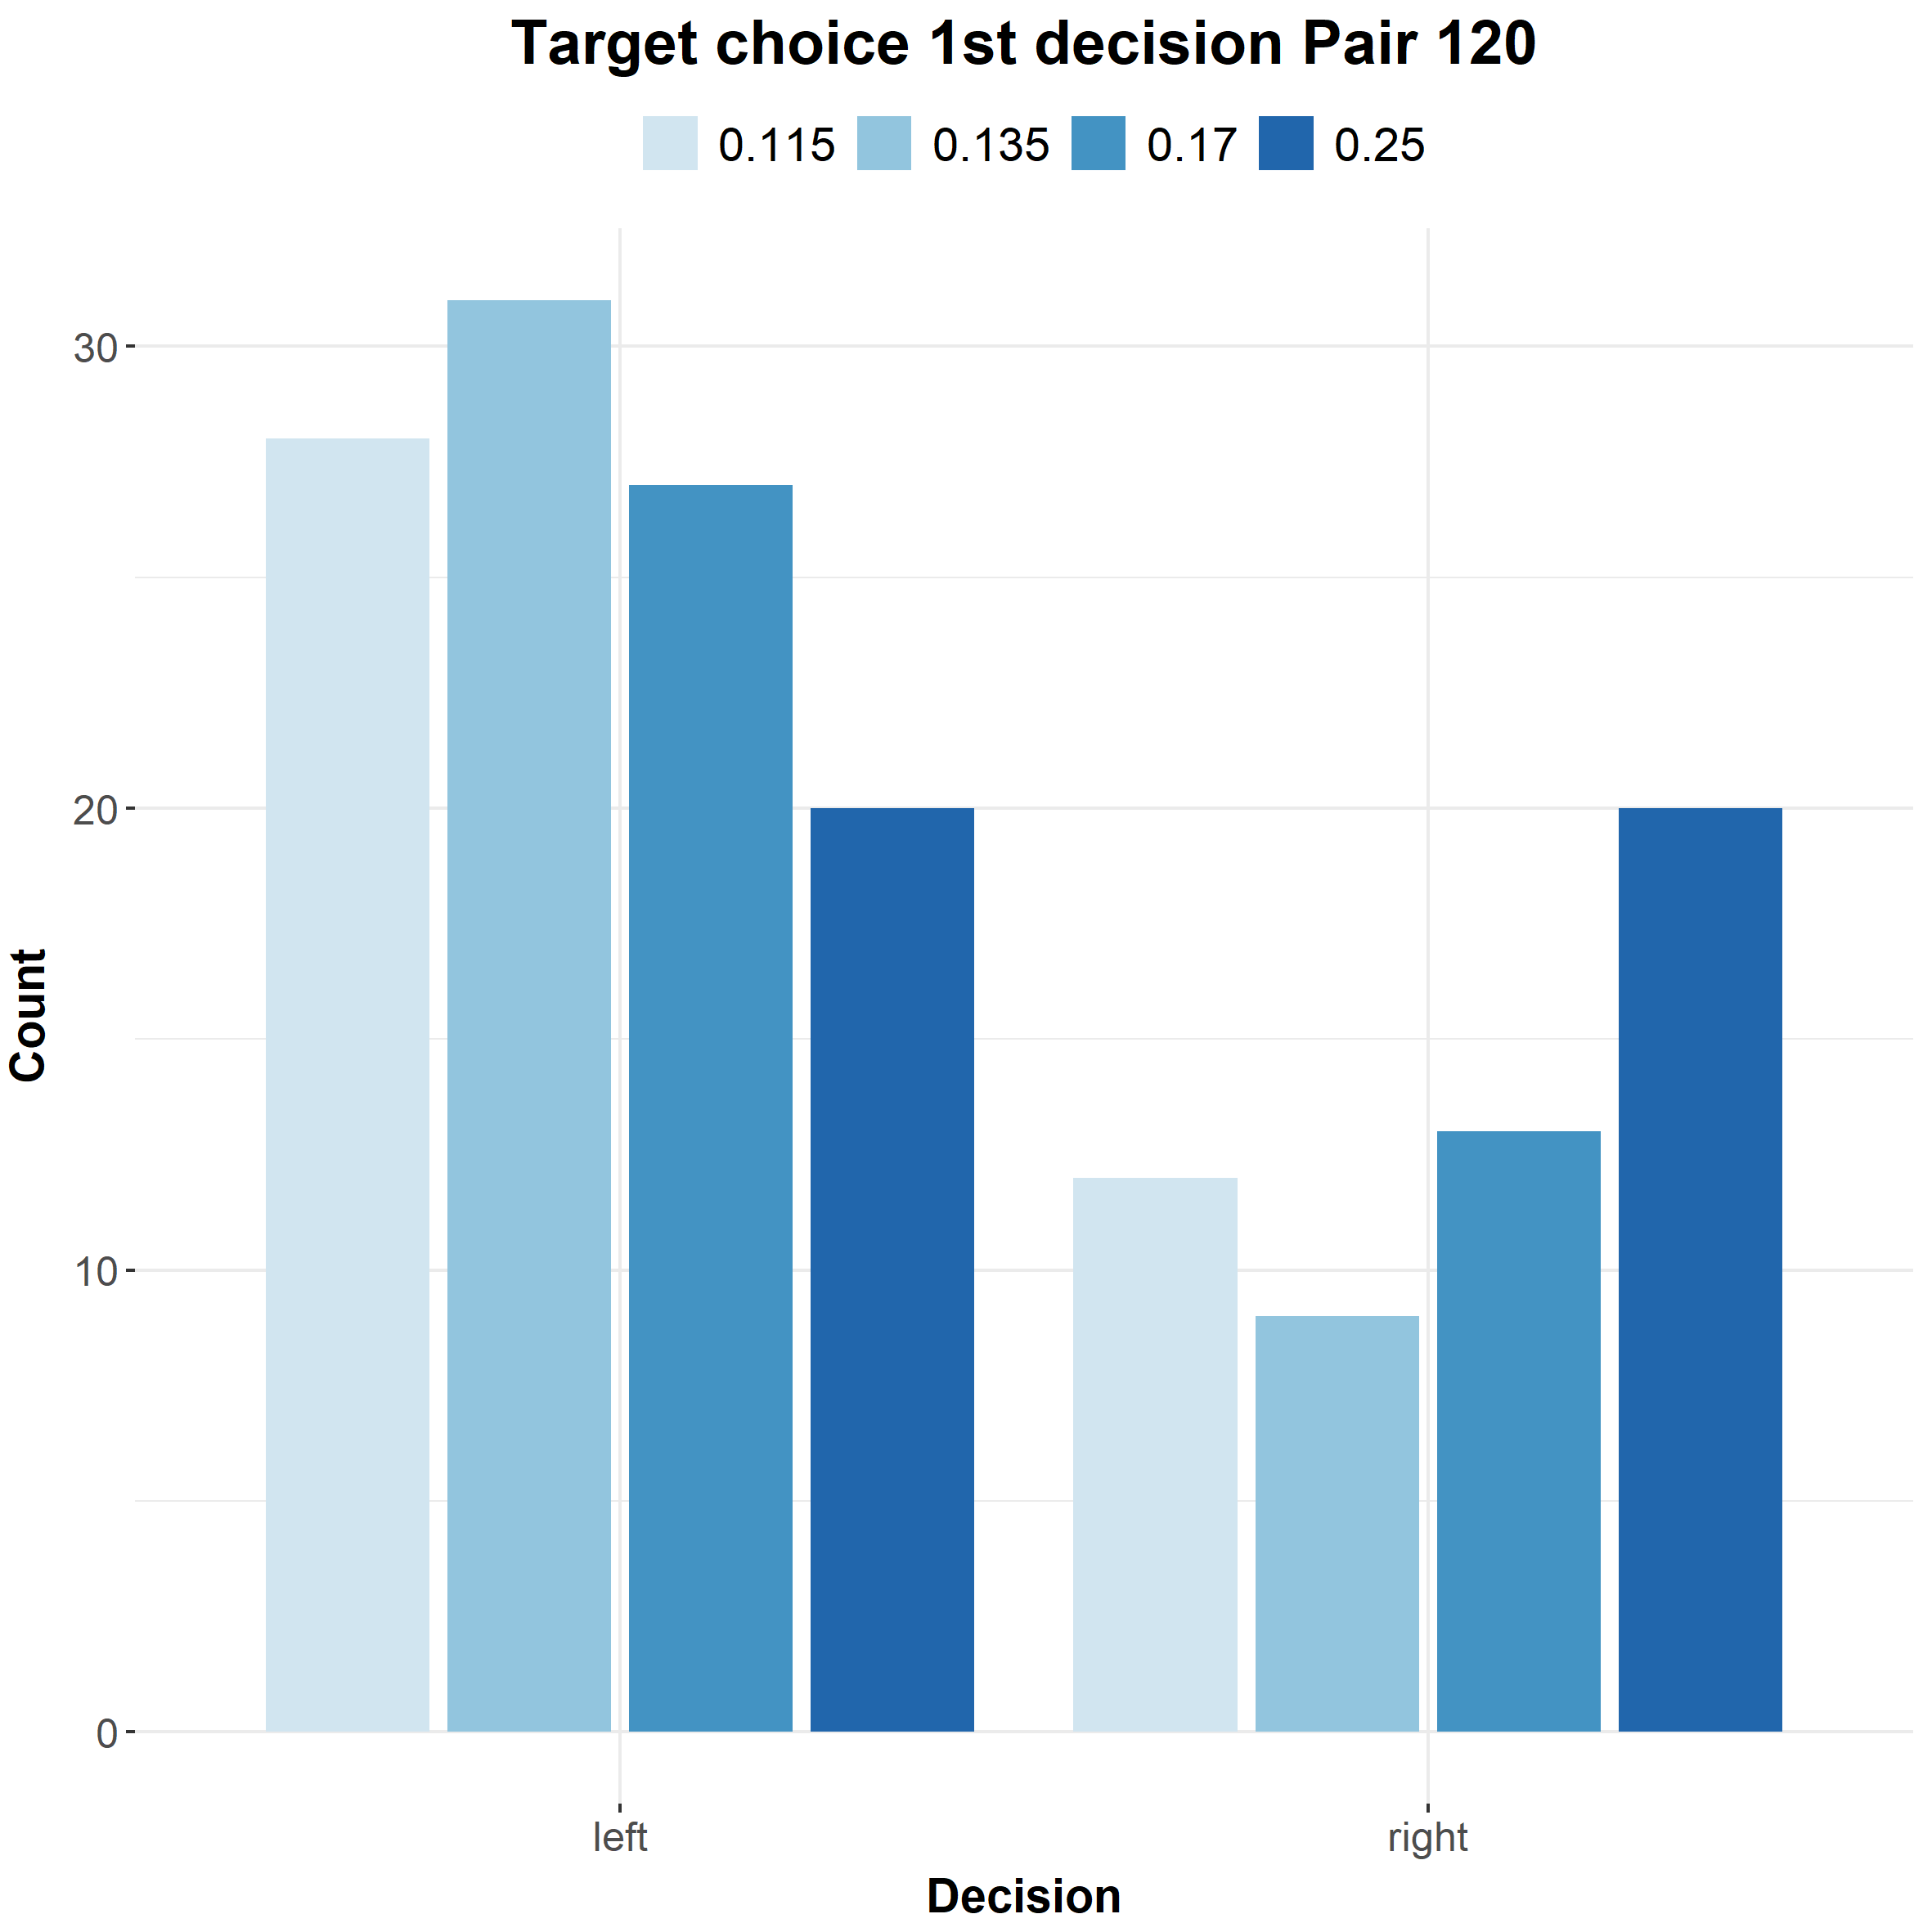 Target choice 1st decision Pair 120
0.115 0.135 0.17 0.25
30
20
10
0
Count
left right
Decision